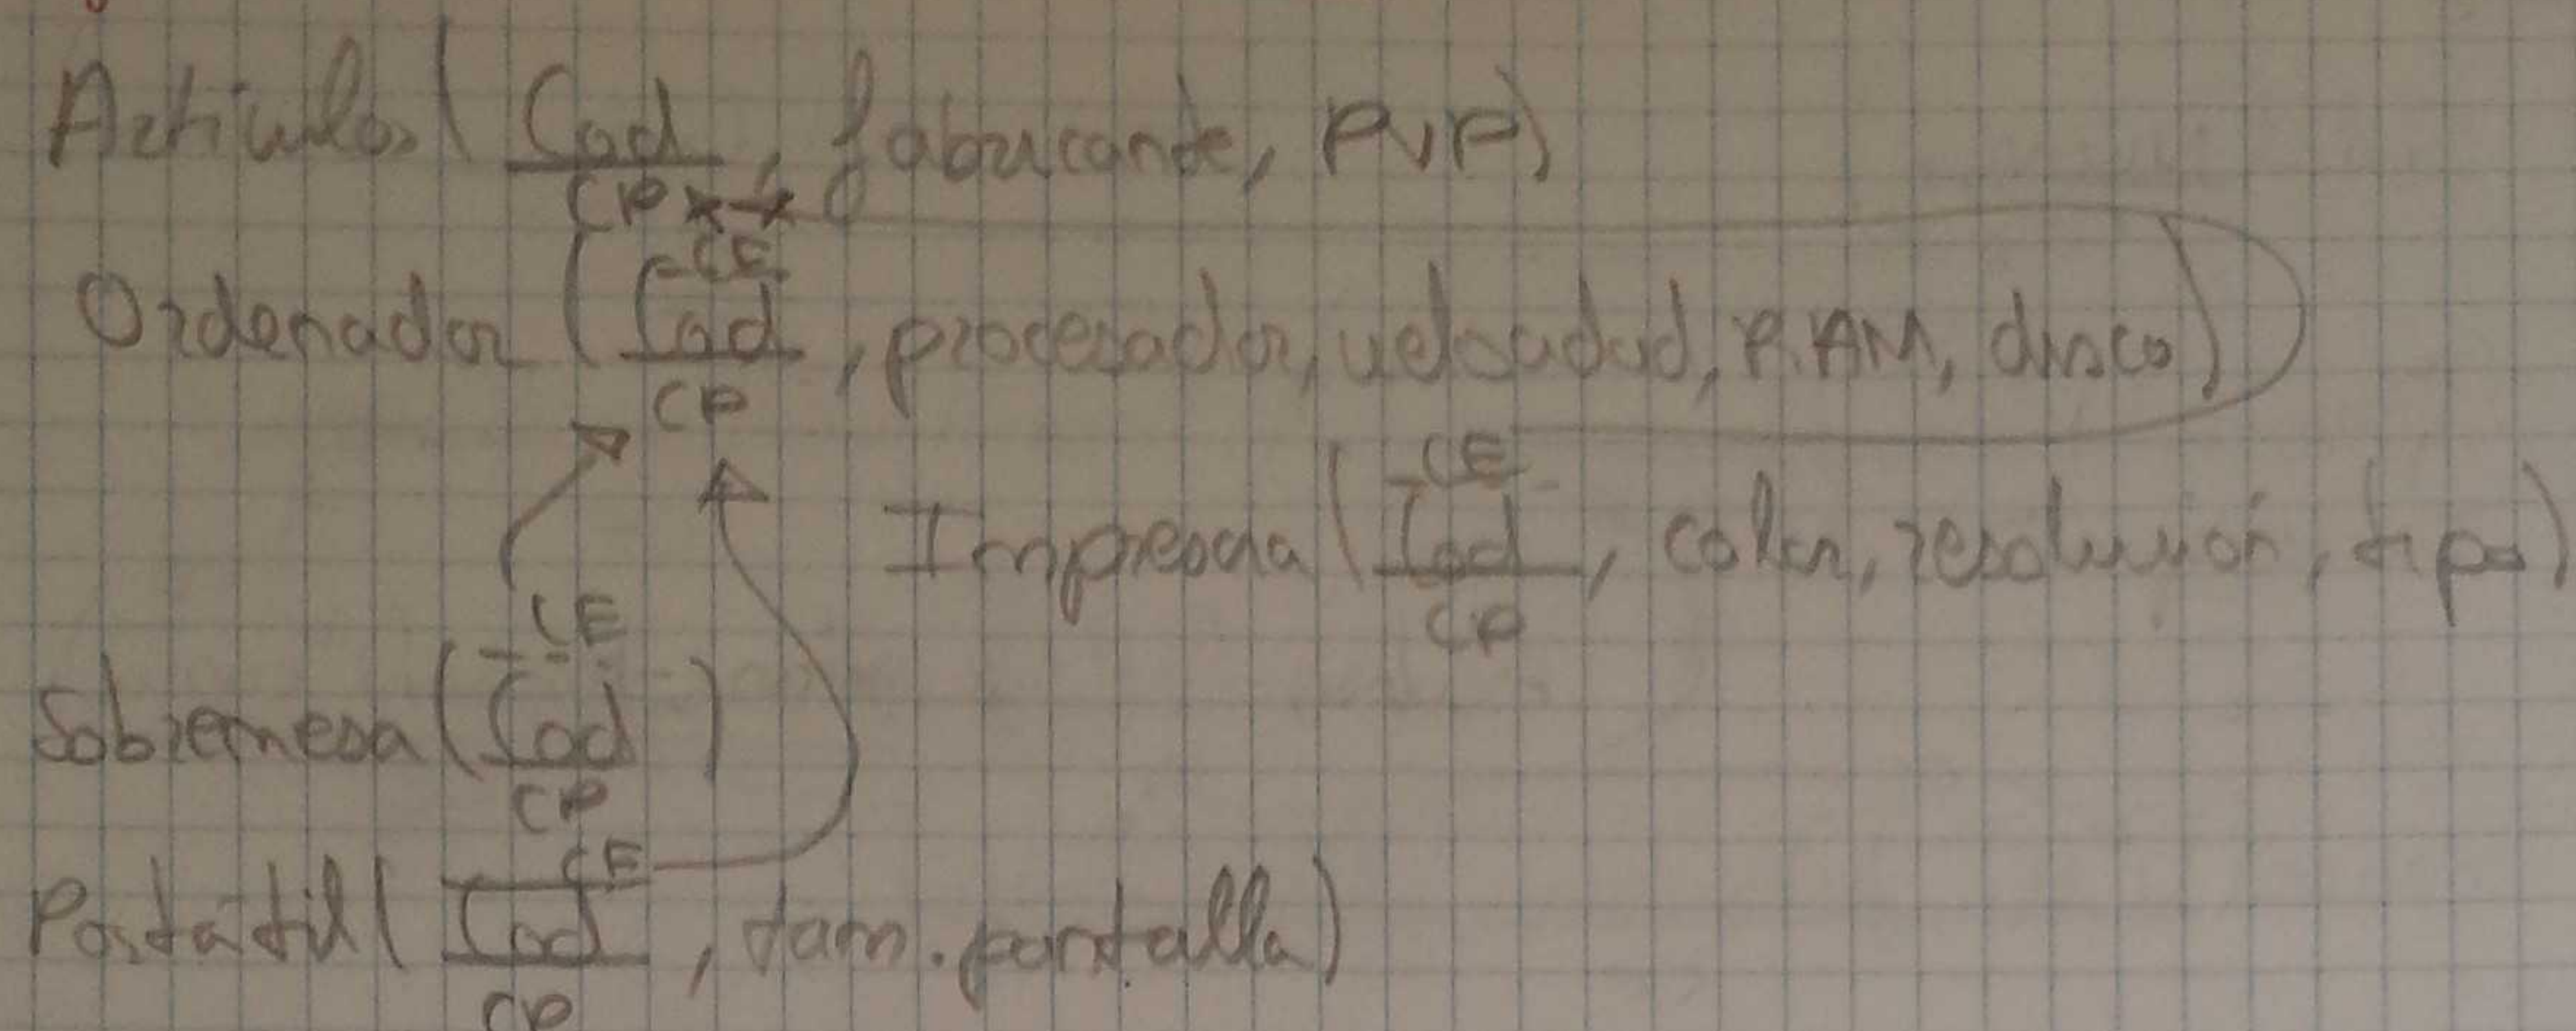 Artículos ( Cod, fabricante, PVP)
CP
CE
Ordenador ( Cod, procesador, velocidad, RAM, disco)
CP
CE
Impresora ( Cod, color, resolución, tipo)
CP
CE
Sobremesa ( Cod )
CP
CE
Portátil ( Cod, tam. pantalla)
CP